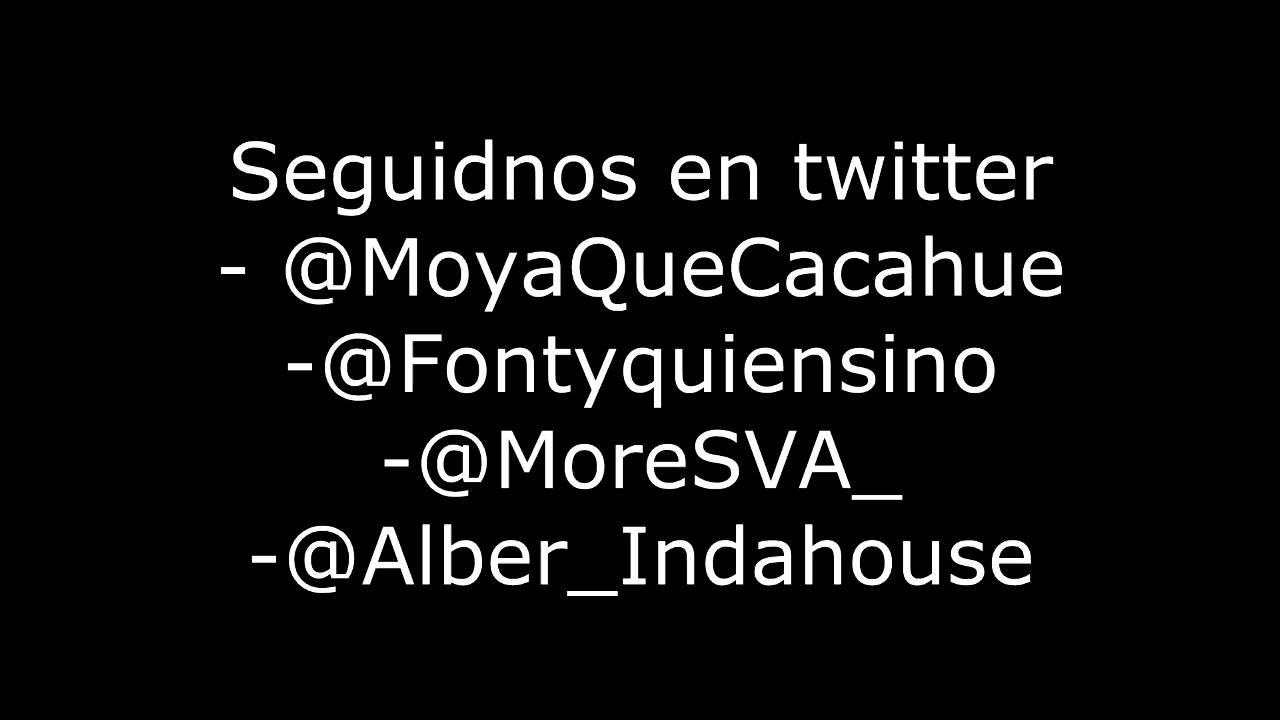 Seguidnos en twitter
- @MoyaQueCacahue
-@Fontyquiensino
-@MoreSVA_
-@Alber_Indahouse